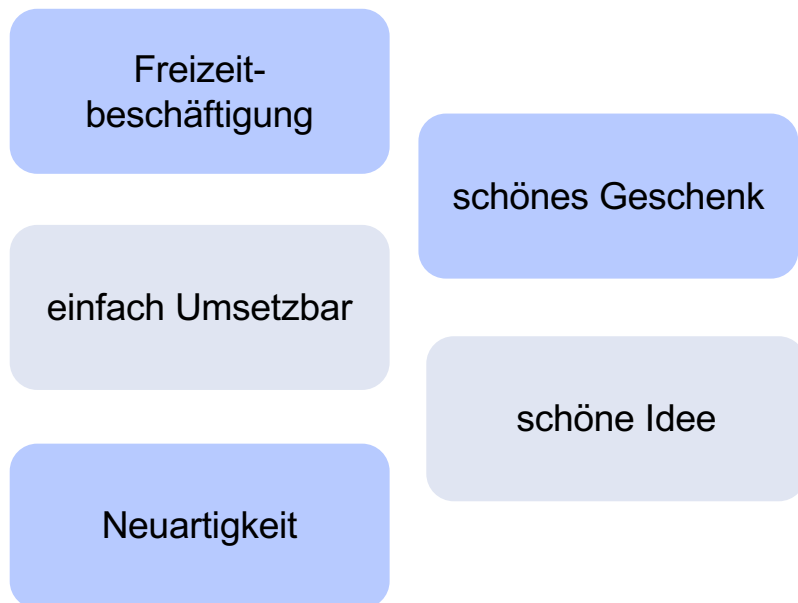 Freizeit-
beschäftigung
schönes Geschenk
einfach Umsetzbar
schöne Idee
Neuartigkeit